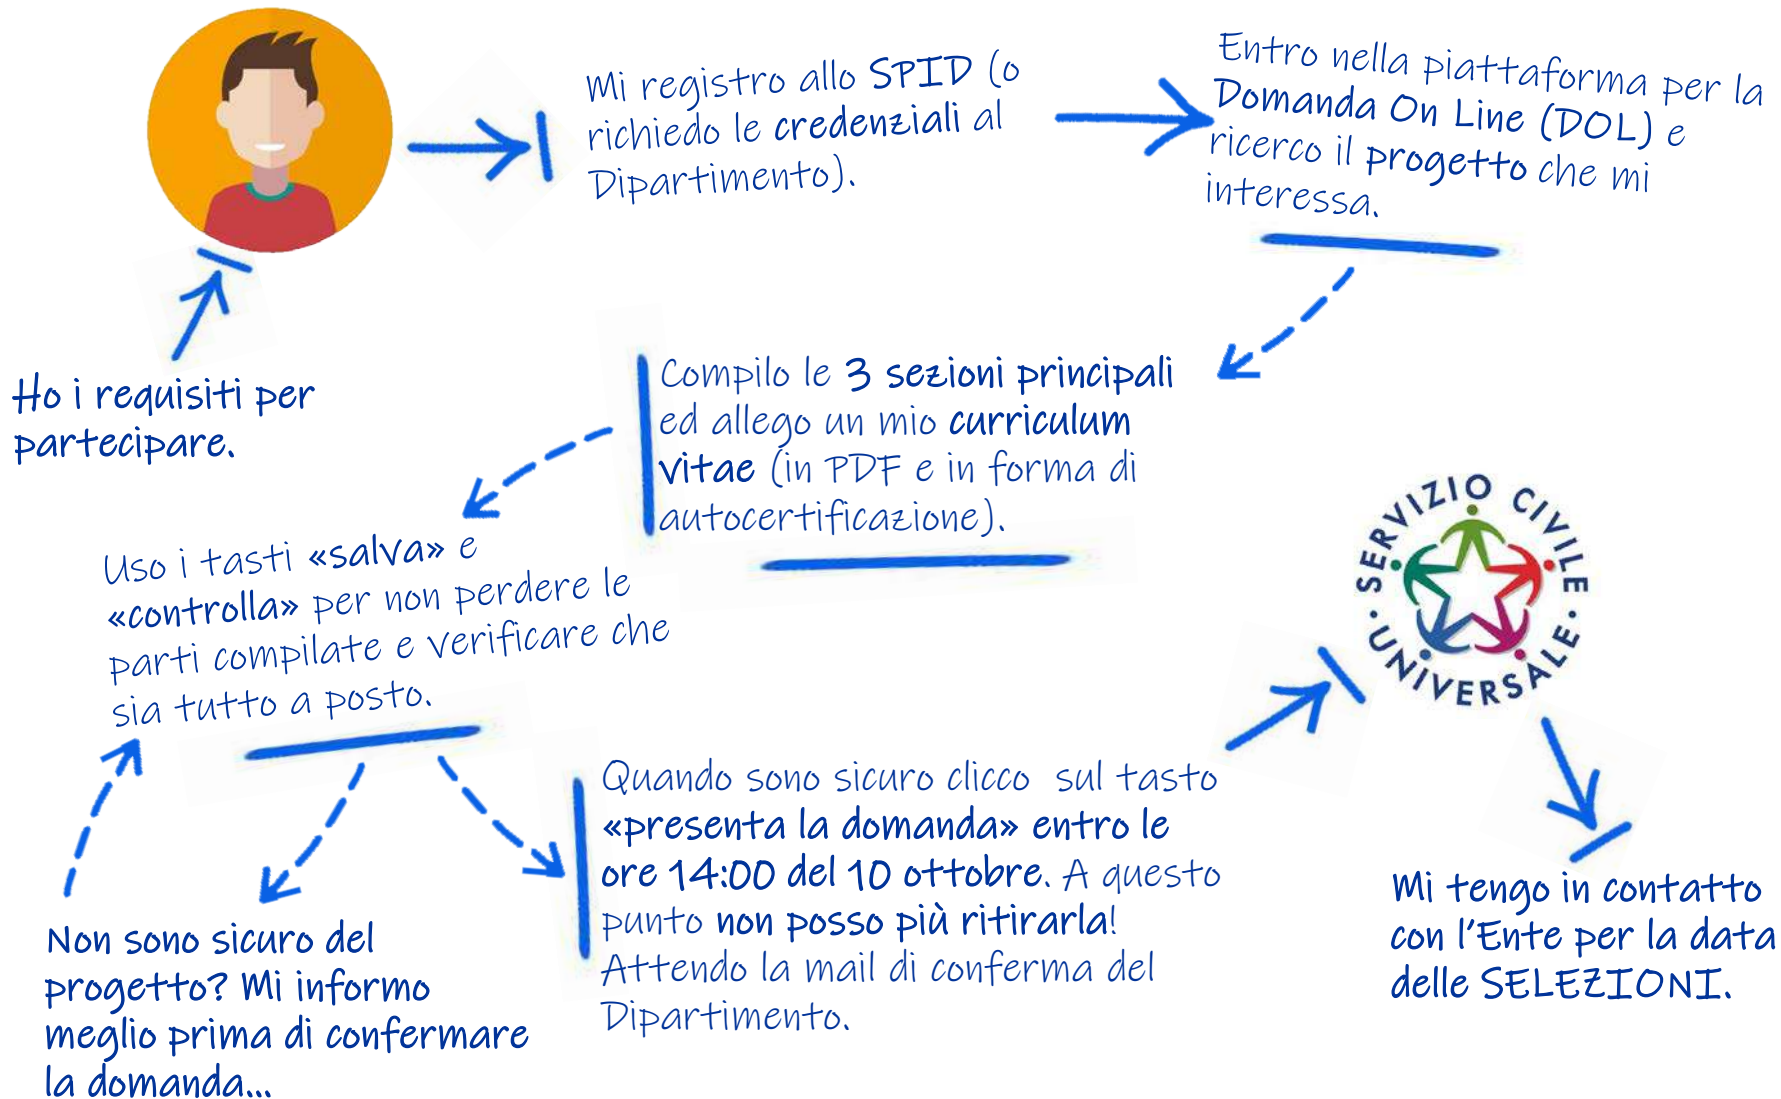 Ho i requisiti per
partecipare.
Mi registro allo SPID (o
richiedo le credenziali al
Dipartimento).
Entro nella piattaforma per la
Domanda On Line (DOL) e
ricerco il progetto che mi
interessa.
Compilo le 3 sezioni principali
ed allego un mio curriculum
vitae (in PDF e in forma di
autocertificazione).
Uso i tasti «salva» e
«controlla» per non perdere le
parti compilate e verificare che
sia tutto a posto.
Non sono sicuro del
progetto? Mi informo
meglio prima di confermare
la domanda...
Quando sono sicuro clicco sul tasto
«presenta la domanda» entro le
ore 14:00 del 10 ottobre. A questo
punto non posso più ritirarla!
Attendo la mail di conferma del
Dipartimento.
SERVIZIO CIVILE
UNIVERSALE
Mi tengo in contatto
con l'Ente per la data
delle SELEZIONI.